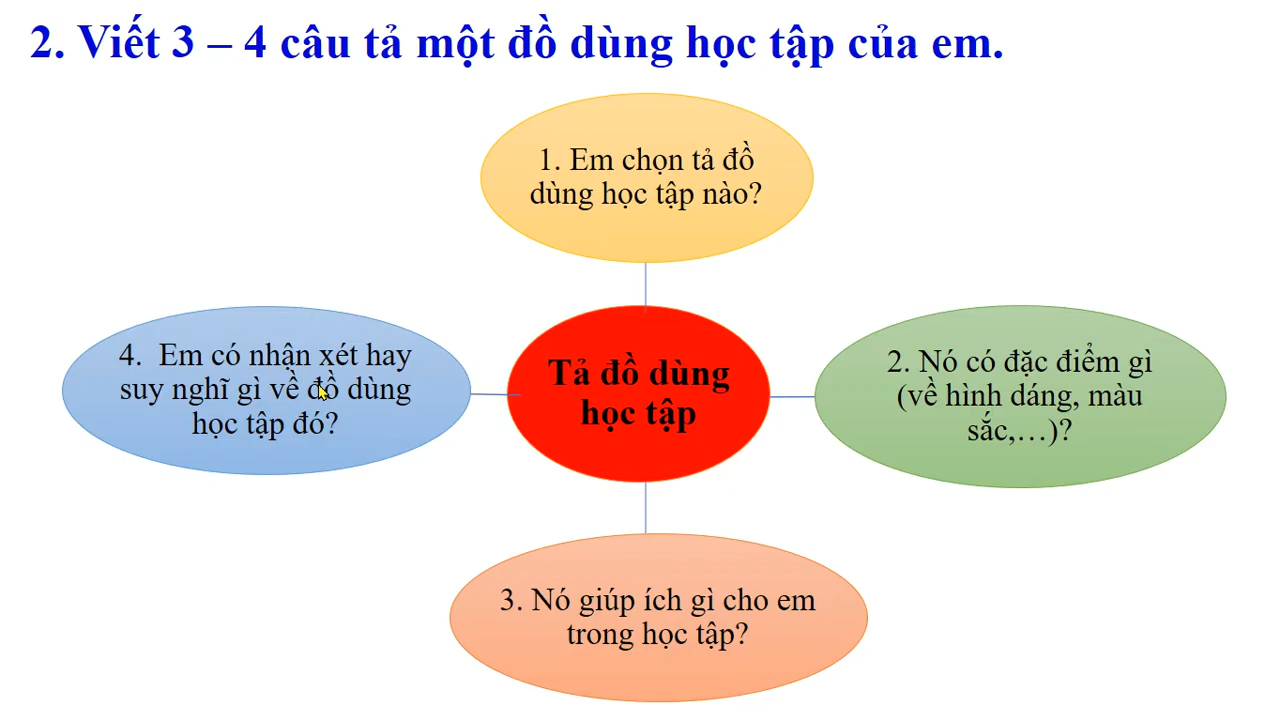 2. Viết 3 – 4 câu tả một đồ dùng học tập của em.
1. Em chọn tả đồ
dùng học tập nào?
2. Nó có đặc điểm gì
(về hình dáng, màu
sắc,…)?
3. Nó giúp ích gì cho em
trong học tập?
4. Em có nhận xét hay
suy nghĩ gì về đồ dùng
học tập đó?
Tả đồ dùng
học tập